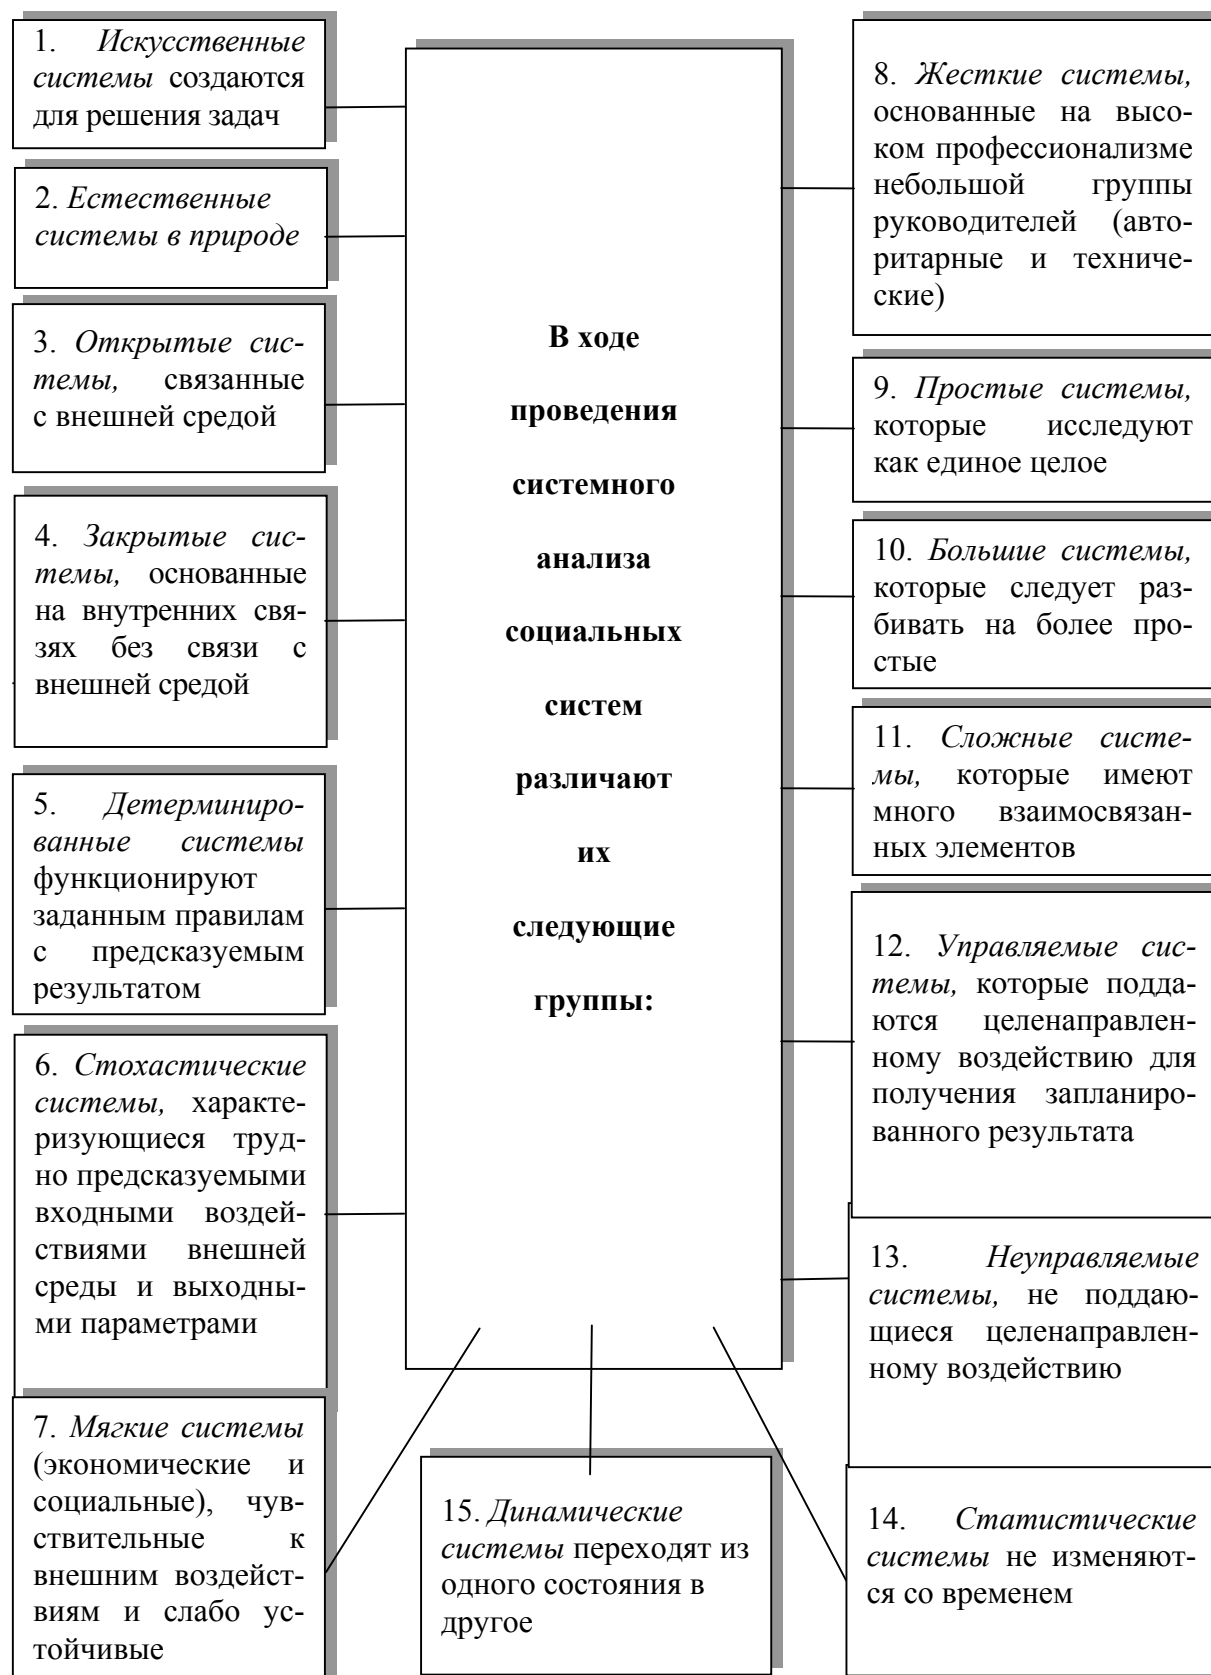 1. Искусственные
системы создаются
для решения задач
2. Естественные
системы в природе
3. Открытые сис-
темы, связанные
с внешней средой
4. Закрытые сис-
темы, основанные
на внутренних свя-
зях без связи с
внешней средой
5. Детерминиро-
ванные системы
функционируют
заданным правилам
с предсказуемым
результатом
6. Стохастические
системы, характе-
ризующиеся труд-
но предсказуемыми
входными воздей-
ствиями внешней
среды и выходны-
ми параметрами
7. Мягкие системы
(экономические и
социальные), чув-
ствительные к
внешним воздейст-
виям и слабо ус-
тойчивые
В ходе
проведения
системного
анализа
социальных
систем
различают
их
следующие
группы:
8. Жесткие системы,
основанные на высо-
ком профессионализме
небольшой группы
руководителей (авто-
ритарные и техниче-
ские)
9. Простые системы,
которые исследуют
как единое целое
10. Большие системы,
которые следует раз-
бивать на более про-
стые
11. Сложные систе-
мы, которые имеют
много взаимосвязан-
ных элементов
12. Управляемые сис-
темы, которые подда-
ются целенаправлен-
ному воздействию для
получения запланиро-
ванного результата
13. Неуправляемые
системы, не поддаю-
щиеся целенаправлен-
ному воздействию
14. Статистические
системы не изменяют-
ся со временем
15. Динамические
системы переходят из
одного состояния в
другое